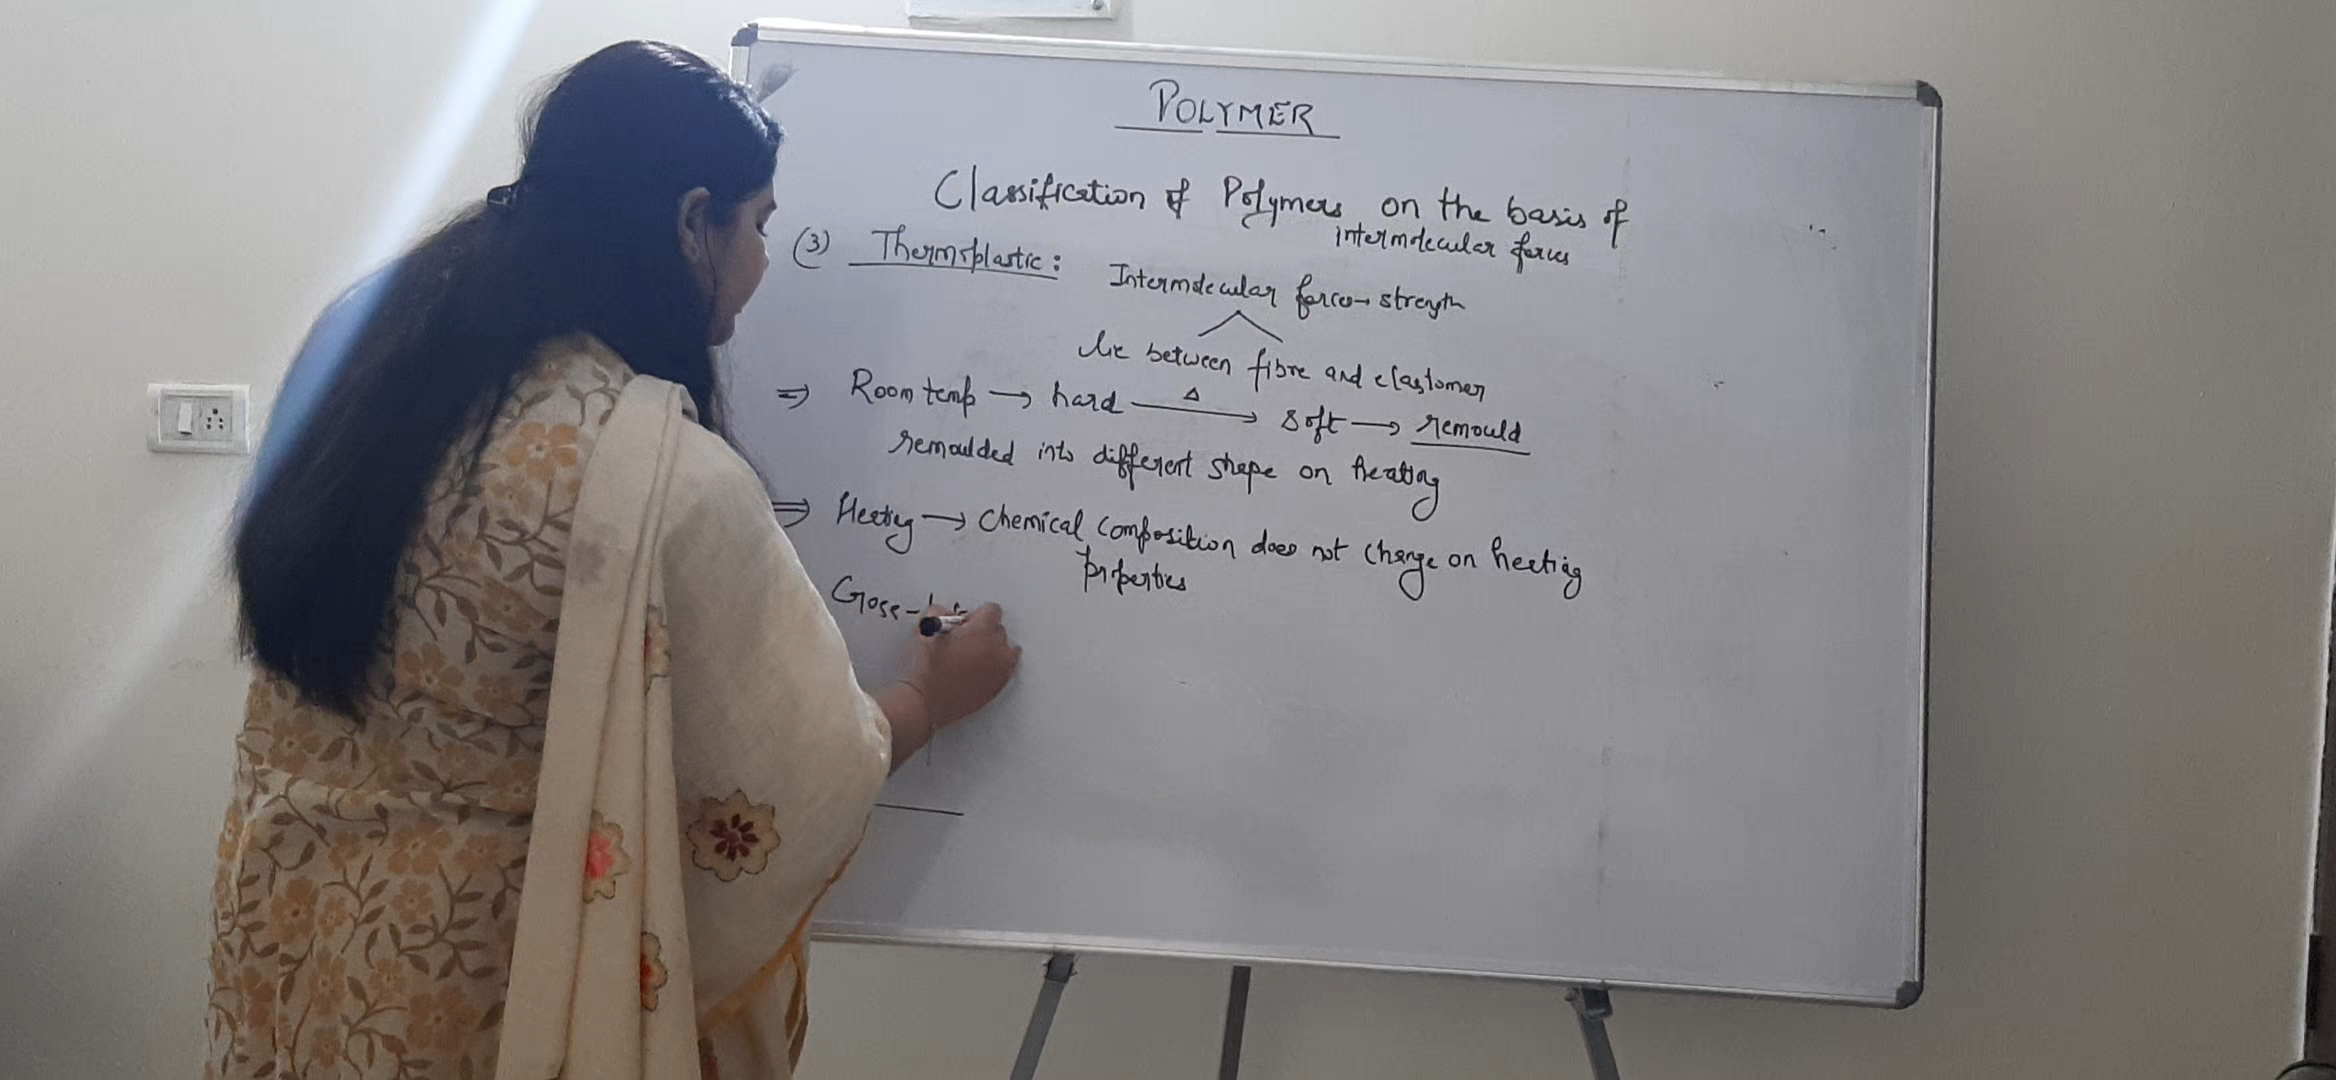 POLYMER
Classification of Polymers on the basis of
intermolecular forces
(3) Thermoplastic:
Intermolecular force → strength
lie between fibre and elastomer
⇒ Room temp → hard —Δ→ soft → remould
remoulded into different shape on heating
⇒ Heating → Chemical composition does not change on heating
properties